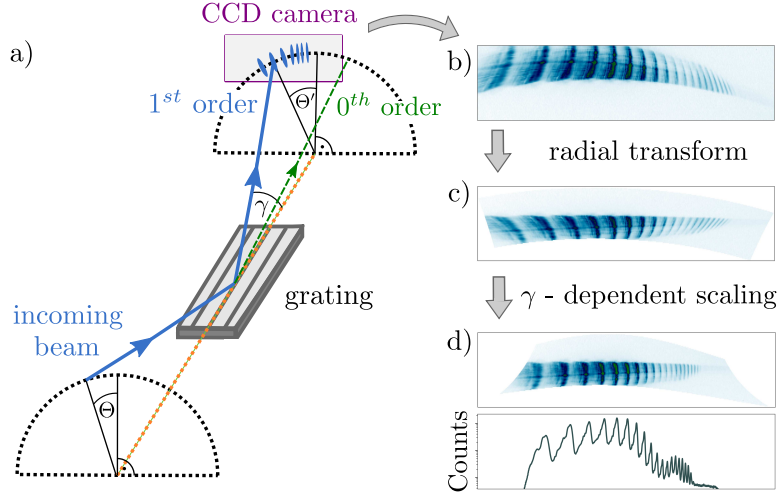 CCD camera
a)
b)
1st order
Θ'
0th order
radial transform
c)
γ
grating
γ - dependent scaling
incoming
beam
d)
Θ
Counts